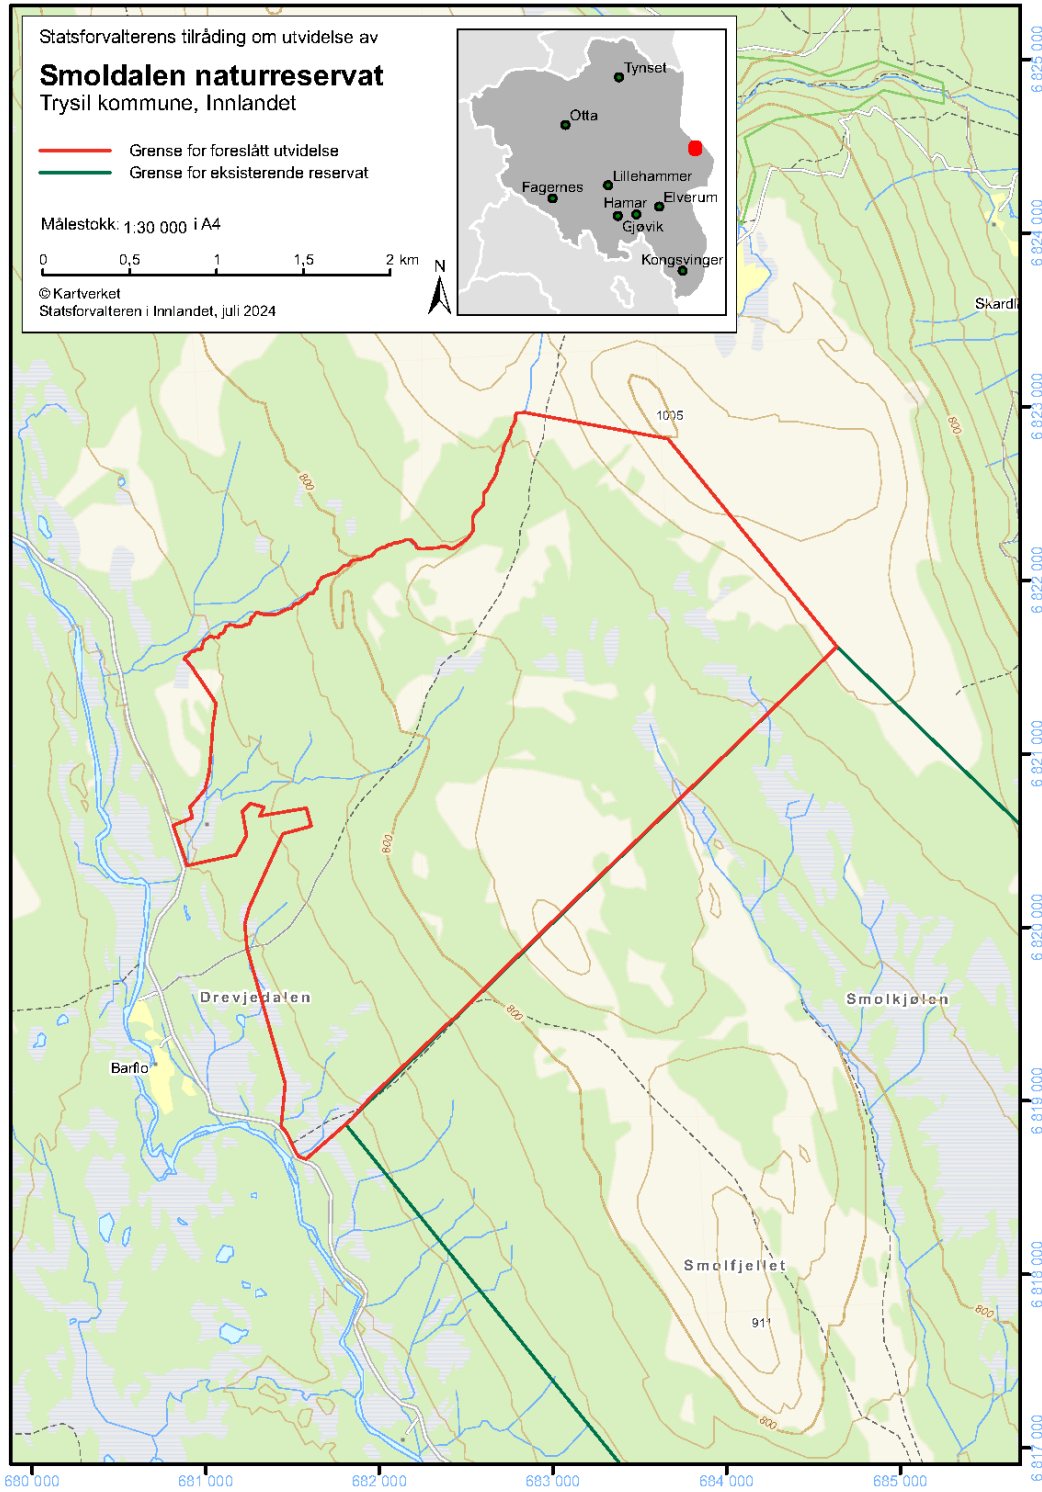 Statsforvalterens tilråding om utvidelse av
Smoldalen naturreservat
Trysil kommune, Innlandet
Grense for foreslått utvidelse
Grense for eksisterende reservat
Målestokk: 1:30 000 i A4
0 0,5 1 1,5 2 km
N
© Kartverket
Statsforvalteren i Innlandet, juli 2024
Tynset
Otta
Lillehammer
Fagernes
Elverum
Hamar
Gjøvik
Kongsvinger
6 825 000
6 824 000
6 823 000
6 822 000
6 821 000
6 820 000
6 819 000
6 818 000
6 817 000
1005
800
800
800
800
800
800
Drevjedalen
Smolkjølen
Barflo
Smolfjellet
911
680 000
681 000
682 000
683 000
684 000
685 000